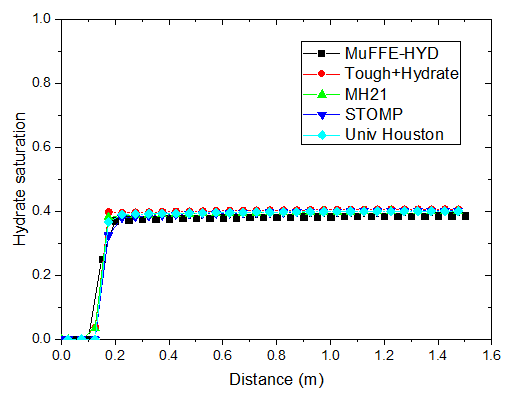 1.0
0.8
0.6
0.4
0.2
0.0
Hydrate saturation
MuFFE-HYD
Tough+Hydrate
MH21
STOMP
Univ Houston
0.0 0.2 0.4 0.6 0.8 1.0 1.2 1.4 1.6
Distance (m)